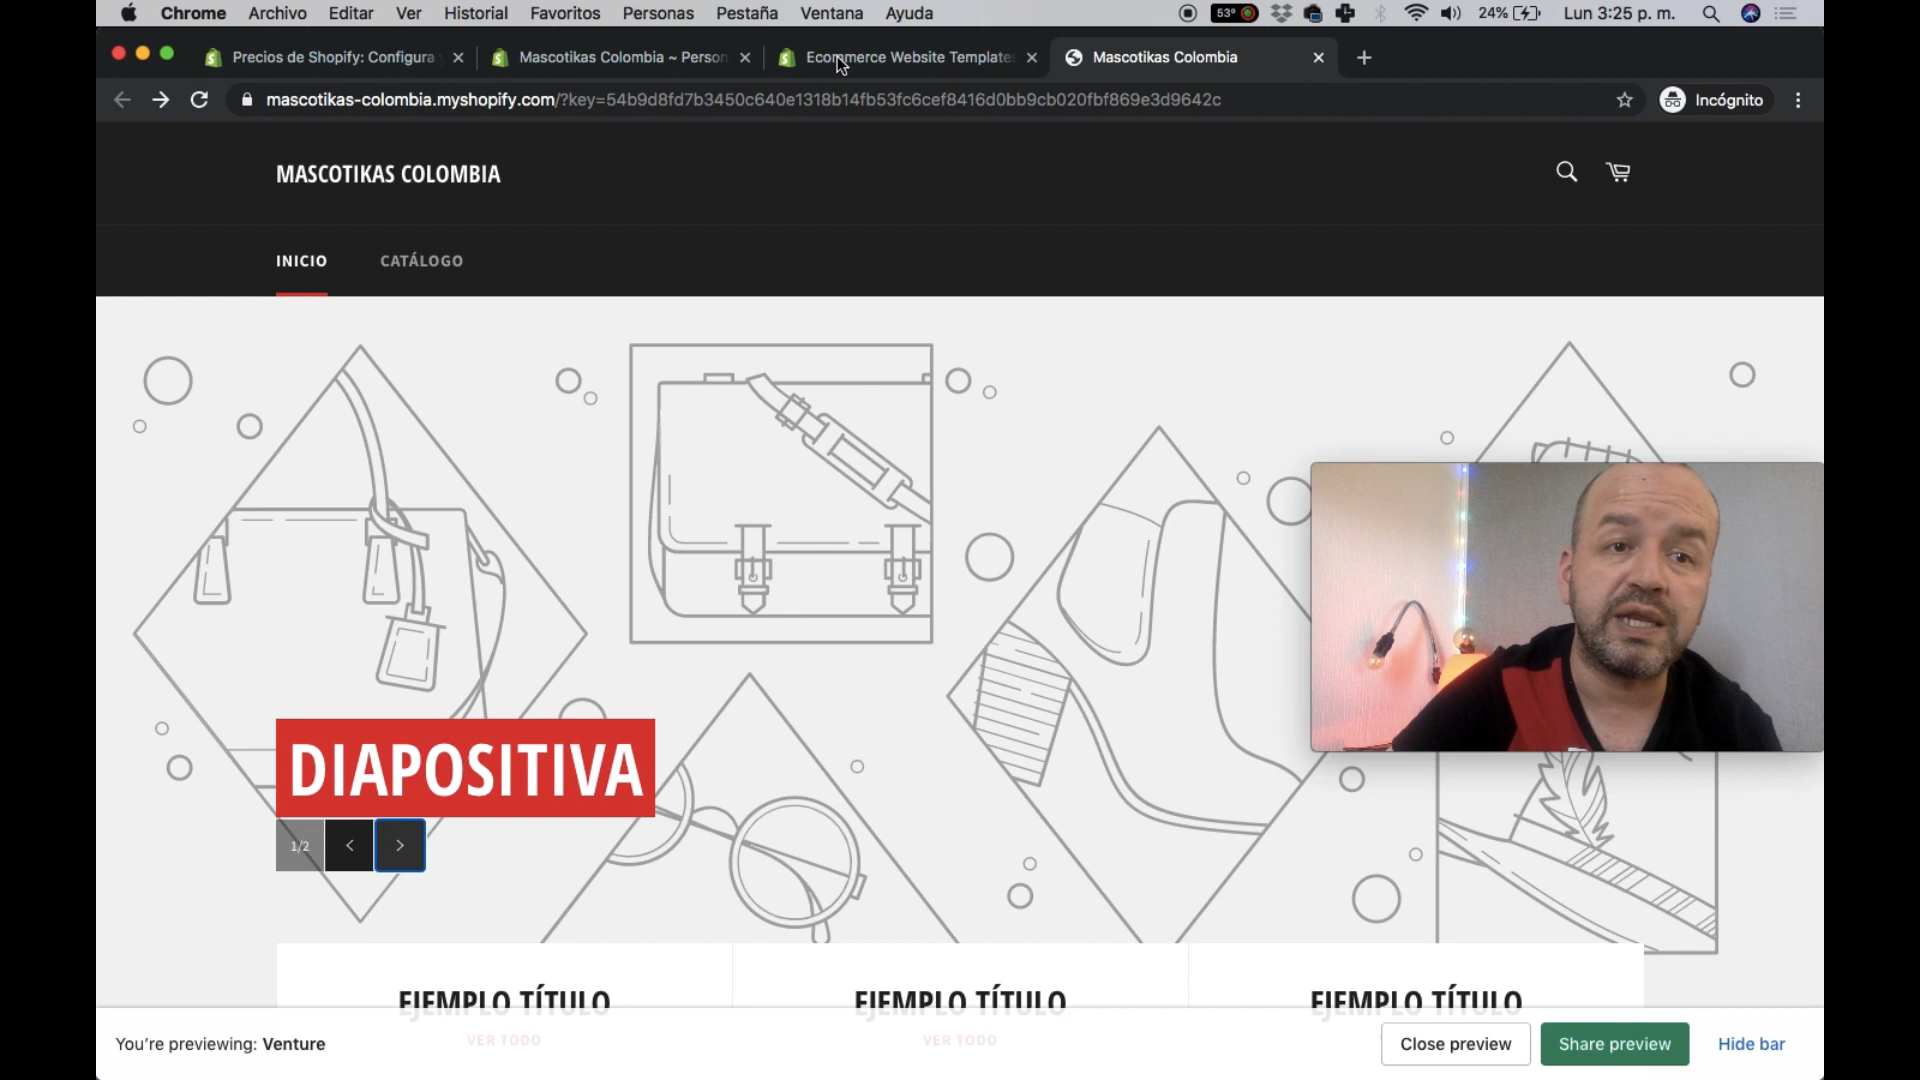 Chrome Archivo Editar Ver Historial Favoritos Personas Pestaña Ventana Ayuda 53° 24% Lun 3:25 p. m.
Precios de Shopify: Configura Mascotikas Colombia ~ Person Ecommerce Website Templates Mascotikas Colombia
mascotikas-colombia.myshopify.com/?key=54b9d8fd7b3450c640e1318b14fb53fc6cef8416d0bb9cb020fbf869e3d9642c Incógnito
MASCOTIKAS COLOMBIA
INICIO CATÁLOGO
DIAPOSITIVA
1/2
EJEMPLO TÍTULO EJEMPLO TÍTULO EJEMPLO TÍTULO
VER TODO VER TODO
You're previewing: Venture Close preview Share preview Hide bar